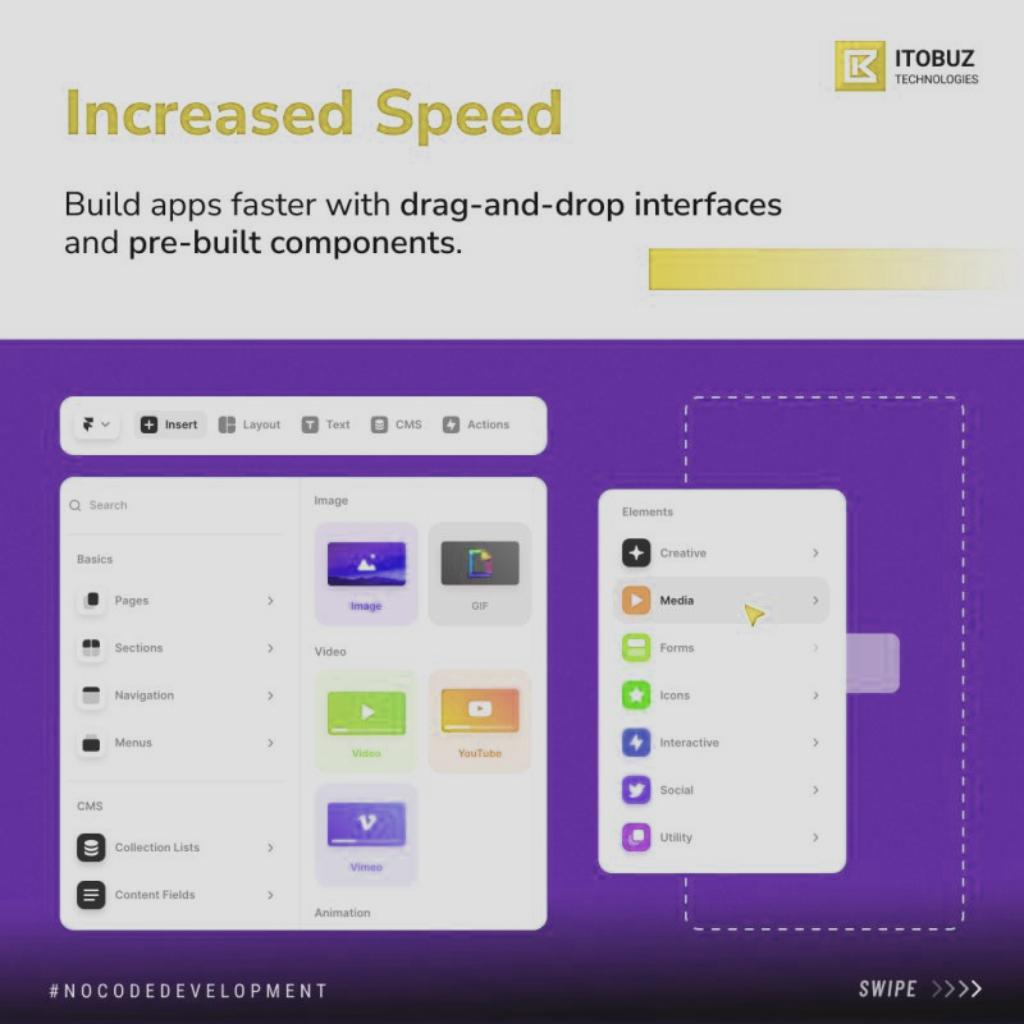 ITOBUZ
TECHNOLOGIES
Increased Speed
Build apps faster with drag-and-drop interfaces
and pre-built components.
Insert
Layout
Text
CMS
Actions
Search
Basics
Pages
Sections
Navigation
Menus
CMS
Collection Lists
Content Fields
Image
Image
GIF
Video
Video
YouTube
Vimeo
Animation
Elements
Creative
Media
Forms
Icons
Interactive
Social
Utility
#NOCODEDEVELOPMENT
SWIPE >>>>